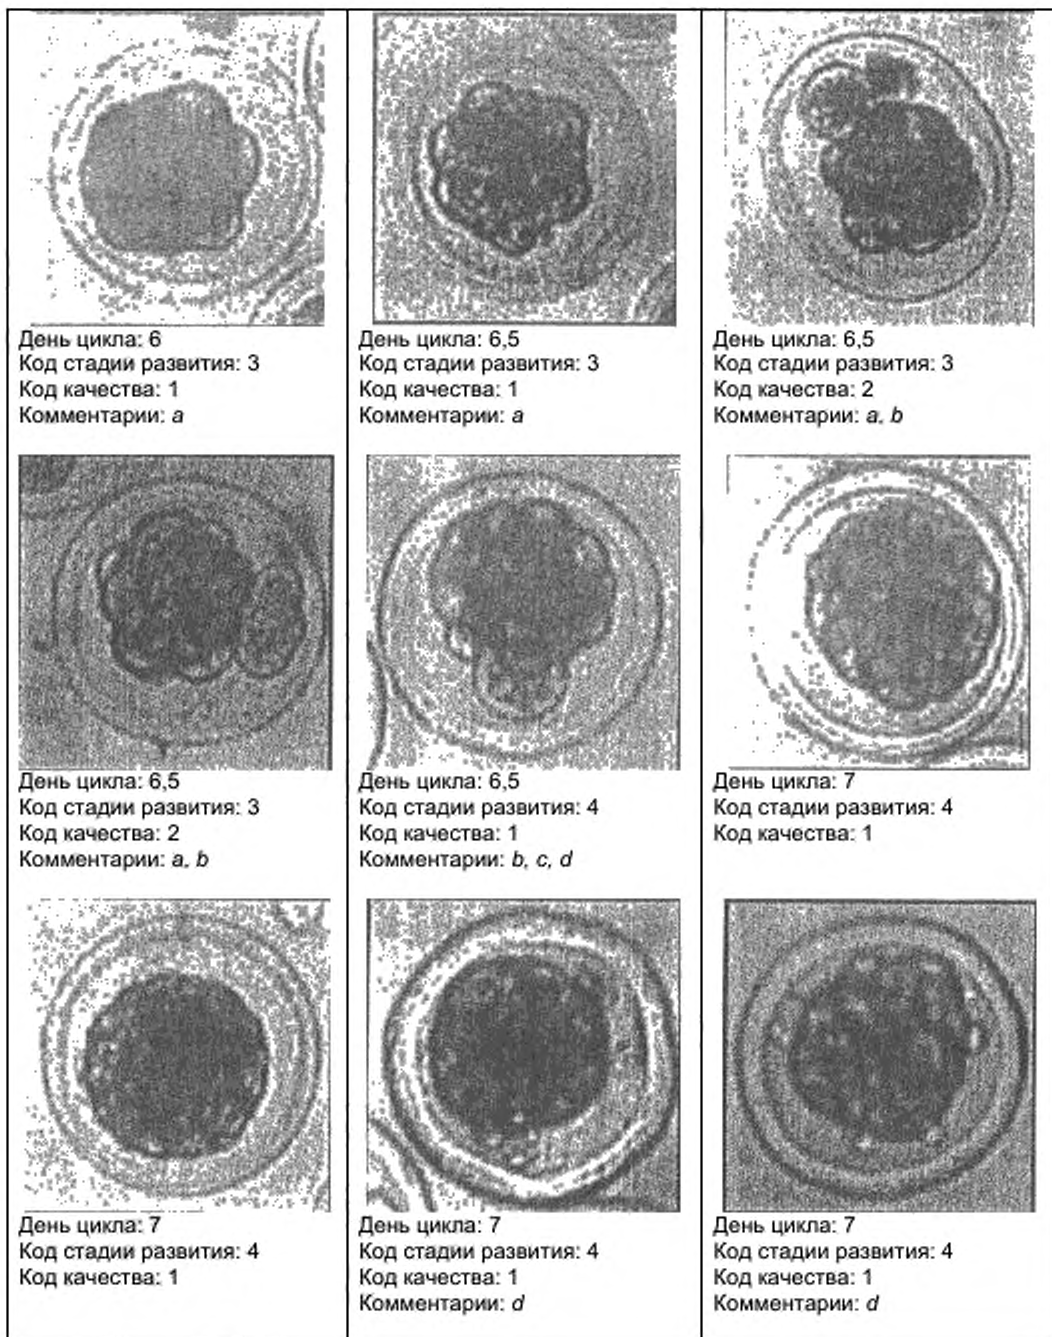 День цикла: 6
Код стадии развития: 3
Код качества: 1
Комментарии: a
День цикла: 6,5
Код стадии развития: 3
Код качества: 1
Комментарии: a
День цикла: 6,5
Код стадии развития: 3
Код качества: 2
Комментарии: a, b
День цикла: 6,5
Код стадии развития: 3
Код качества: 2
Комментарии: a, b
День цикла: 6,5
Код стадии развития: 4
Код качества: 1
Комментарии: b, c, d
День цикла: 7
Код стадии развития: 4
Код качества: 1
День цикла: 7
Код стадии развития: 4
Код качества: 1
День цикла: 7
Код стадии развития: 4
Код качества: 1
Комментарии: d
День цикла: 7
Код стадии развития: 4
Код качества: 1
Комментарии: d